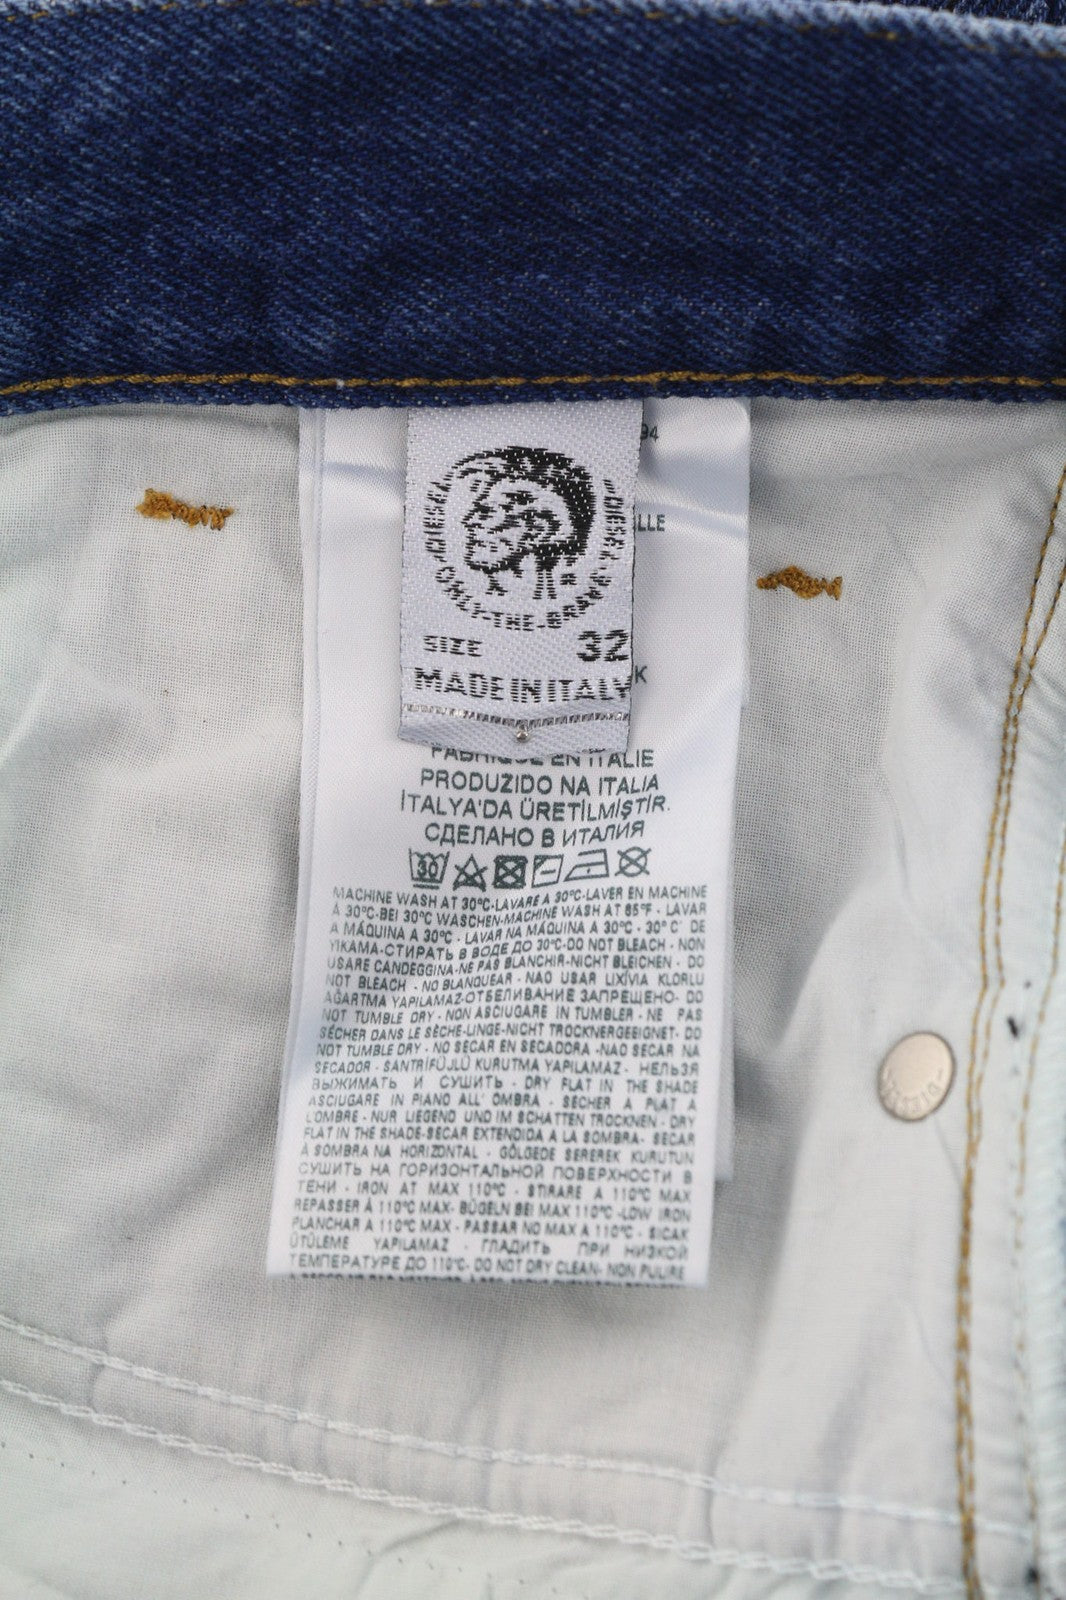 94
LLE
DIESEL
DIESEL
ONLY-THE-BRAVE
SIZE 32
MADE IN ITALY
K
FABRIQUÉ EN ITALIE
PRODUZIDO NA ITALIA
İTALYA'DA ÜRETİLMİŞTİR.
СДЕЛАНО В ИТАЛИЯ
30
MACHINE WASH AT 30°C-LAVARE A 30°C-LAVER EN MACHINE
À 30°C-BEI 30°C WASCHEN-MACHINE WASH AT 85°F - LAVAR
A MÁQUINA A 30°C - LAVAR NA MÁQUINA A 30°C - 30°C' DE
YIKAMA-СТИРАТЬ В ВОДЕ ДО 30°C-DO NOT BLEACH - NON
USARE CANDEGGINA-NE PAS BLANCHIR-NICHT BLEICHEN - DO
NOT BLEACH - NO BLANQUEAR - NAO USAR LIXÍVIA KLORLU
AĞARTMA YAPILAMAZ-ОТБЕЛИВАНИЕ ЗАПРЕЩЕНО- DO
NOT TUMBLE DRY - NON ASCIUGARE IN TUMBLER - NE PAS
SÉCHER DANS LE SÈCHE-LINGE-NICHT TROCKNERGEEIGNET- DO
NOT TUMBLE DRY - NO SECAR EN SECADORA -NAO SECAR NA
SECADOR - SANTRİFÜJLÜ KURUTMA YAPILAMAZ - НЕЛЬЗЯ
ВЫЖИМАТЬ И СУШИТЬ - DRY FLAT IN THE SHADE
ASCIUGARE IN PIANO ALL' OMBRA - SÉCHER A PLAT A
L'OMBRE - NUR LIEGEND UND IM SCHATTEN TROCKNEN - DRY
FLAT IN THE SHADE-SECAR EXTENDIDA A LA SOMBRA- SECAR
À SOMBRA NA HORIZONTAL - GÖLGEDE SEREREK KURUTUN
СУШИТЬ НА ГОРИЗОНТАЛЬНОЙ ПОВЕРХНОСТИ В
ТЕНИ - IRON AT MAX 110°C - STIRARE A 110°C MAX
REPASSER À 110°C MAX- BÜGELN BEI MAX 110°C -LOW IRON
PLANCHAR A 110°C MAX - PASSAR NO MAX A 110°C - SICAK
ÜTÜLEME YAPILAMAZ - ГЛАДИТЬ ПРИ НИЗКОЙ
ТЕМПЕРАТУРЕ ДО 110°C- DO NOT DRY CLEAN- NON PULIRE
DIESEL